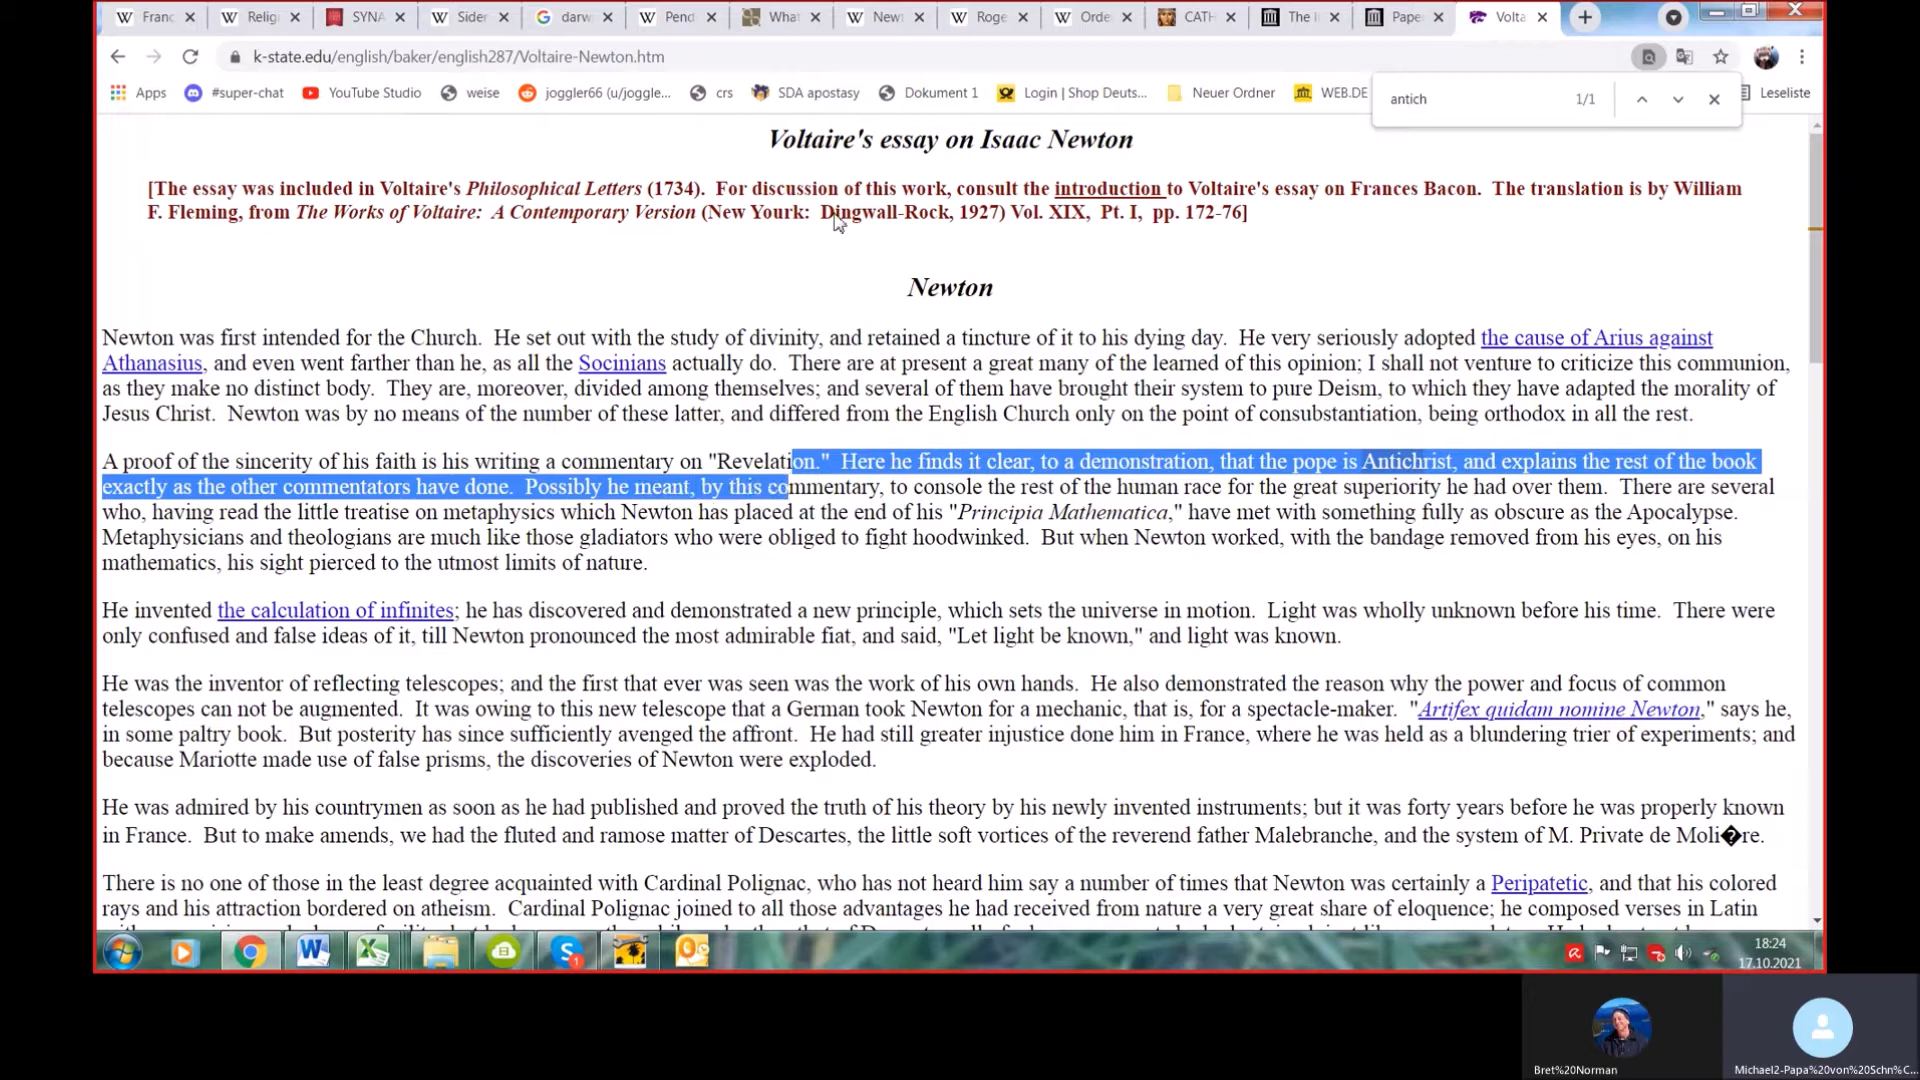 Franc
Relig
SYNA
Sider
darw
Pend
What
Newt
Roge
Orde
CATH
The I
Pape
Volta
k-state.edu/english/baker/english287/Voltaire-Newton.htm
Apps
#super-chat
YouTube Studio
weise
joggler66 (u/joggle...
crs
SDA apostasy
Dokument 1
Login | Shop Deuts...
Neuer Ordner
WEB.DE
Leseliste
antich
1/1
Voltaire's essay on Isaac Newton
[The essay was included in Voltaire's Philosophical Letters (1734). For discussion of this work, consult the introduction to Voltaire's essay on Frances Bacon. The translation is by William
F. Fleming, from The Works of Voltaire: A Contemporary Version (New Yourk: Dingwall-Rock, 1927) Vol. XIX, Pt. I, pp. 172-76]
Newton
Newton was first intended for the Church. He set out with the study of divinity, and retained a tincture of it to his dying day. He very seriously adopted the cause of Arius against
Athanasius, and even went farther than he, as all the Socinians actually do. There are at present a great many of the learned of this opinion; I shall not venture to criticize this communion,
as they make no distinct body. They are, moreover, divided among themselves; and several of them have brought their system to pure Deism, to which they have adapted the morality of
Jesus Christ. Newton was by no means of the number of these latter, and differed from the English Church only on the point of consubstantiation, being orthodox in all the rest.
A proof of the sincerity of his faith is his writing a commentary on "Revelation." Here he finds it clear, to a demonstration, that the pope is Antichrist, and explains the rest of the book
exactly as the other commentators have done. Possibly he meant, by this commentary, to console the rest of the human race for the great superiority he had over them. There are several
who, having read the little treatise on metaphysics which Newton has placed at the end of his "Principia Mathematica," have met with something fully as obscure as the Apocalypse.
Metaphysicians and theologians are much like those gladiators who were obliged to fight hoodwinked. But when Newton worked, with the bandage removed from his eyes, on his
mathematics, his sight pierced to the utmost limits of nature.
He invented the calculation of infinites; he has discovered and demonstrated a new principle, which sets the universe in motion. Light was wholly unknown before his time. There were
only confused and false ideas of it, till Newton pronounced the most admirable fiat, and said, "Let light be known," and light was known.
He was the inventor of reflecting telescopes; and the first that ever was seen was the work of his own hands. He also demonstrated the reason why the power and focus of common
telescopes can not be augmented. It was owing to this new telescope that a German took Newton for a mechanic, that is, for a spectacle-maker. "Artifex quidam nomine Newton," says he,
in some paltry book. But posterity has since sufficiently avenged the affront. He had still greater injustice done him in France, where he was held as a blundering trier of experiments; and
because Mariotte made use of false prisms, the discoveries of Newton were exploded.
He was admired by his countrymen as soon as he had published and proved the truth of his theory by his newly invented instruments; but it was forty years before he was properly known
in France. But to make amends, we had the fluted and ramose matter of Descartes, the little soft vortices of the reverend father Malebranche, and the system of M. Private de Moli�re.
There is no one of those in the least degree acquainted with Cardinal Polignac, who has not heard him say a number of times that Newton was certainly a Peripatetic, and that his colored
rays and his attraction bordered on atheism. Cardinal Polignac joined to all those advantages he had received from nature a very great share of eloquence; he composed verses in Latin
18:24
17.10.2021
Bret%20Norman
Michael2-Papa%20von%20Schn%C...